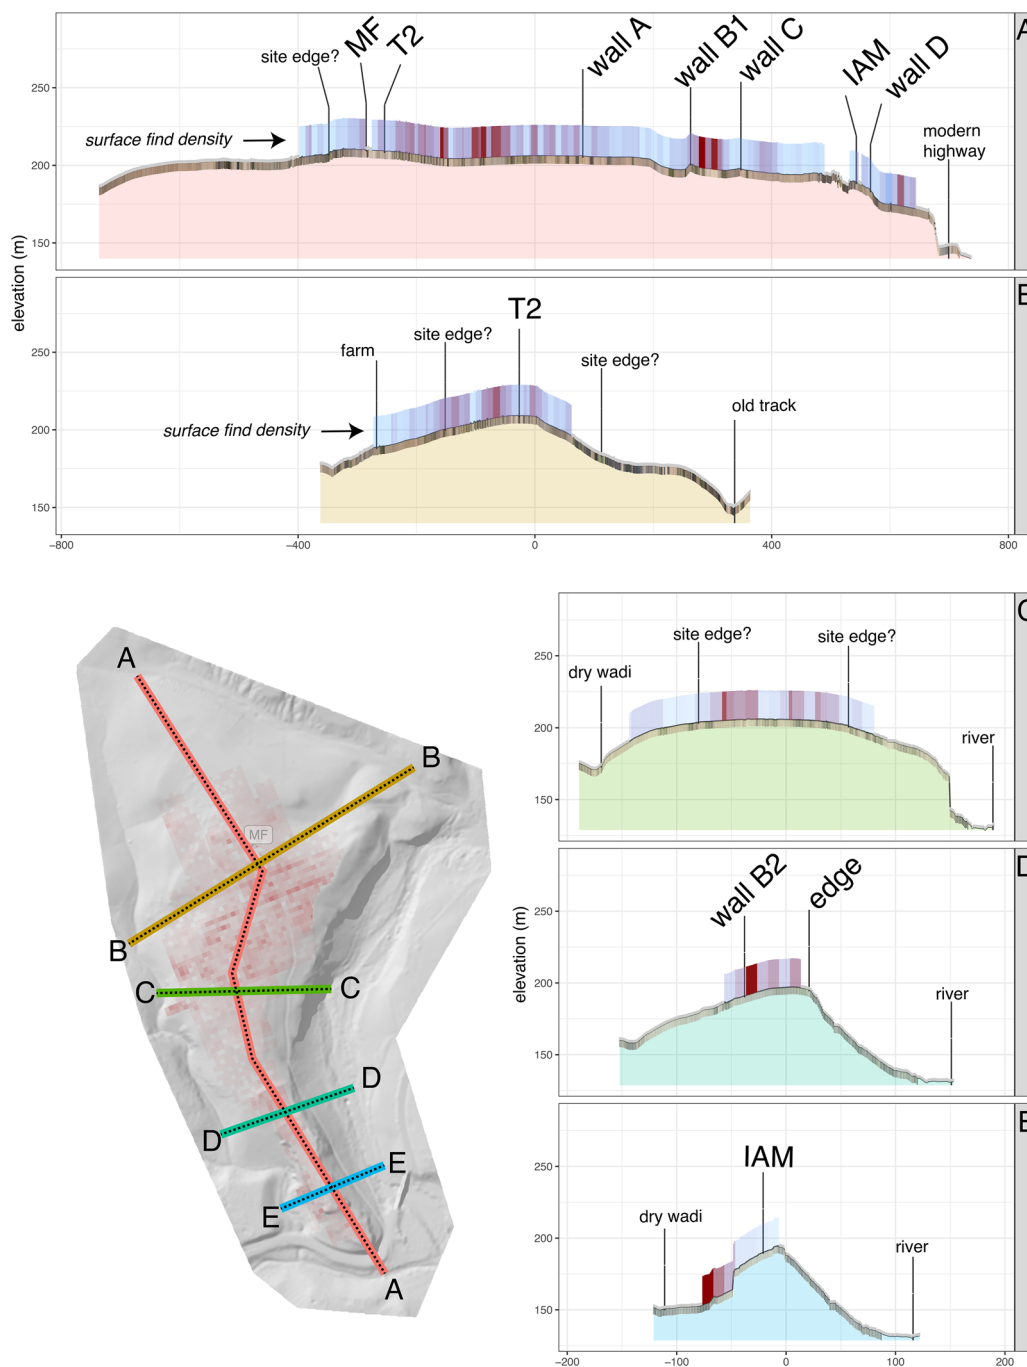 A
site edge?
MF
T2
wall A
wall B1
wall C
IAM
wall D
modern
highway
surface find density
250
200
150
elevation (m)
B
T2
site edge?
farm
site edge?
old track
surface find density
250
200
150
−800
−400
0
400
800
C
site edge?
site edge?
dry wadi
river
250
200
150
D
wall B2
edge
river
250
200
150
elevation (m)
E
IAM
dry wadi
river
250
200
150
−200
−100
0
100
200
A
B
MF
B
C
C
D
D
E
E
A